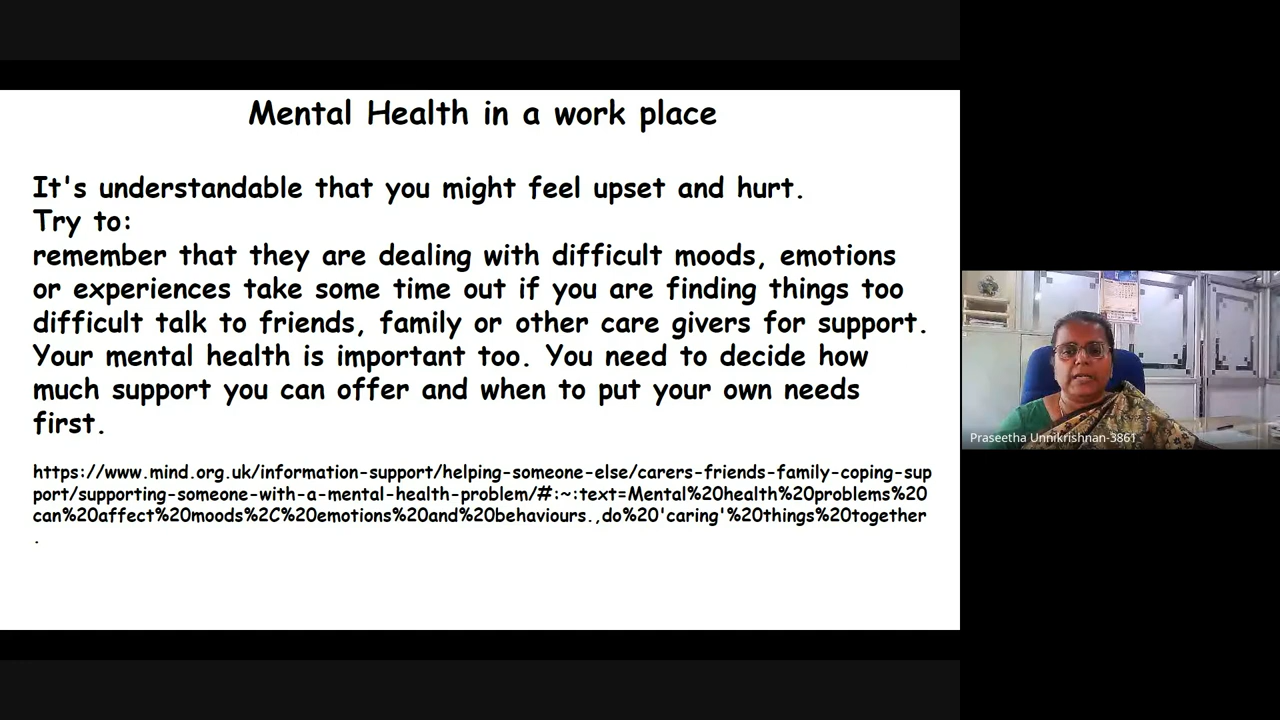 Mental Health in a work place
It's understandable that you might feel upset and hurt.
Try to:
remember that they are dealing with difficult moods, emotions
or experiences take some time out if you are finding things too
difficult talk to friends, family or other care givers for support.
Your mental health is important too. You need to decide how
much support you can offer and when to put your own needs
first.
https://www.mind.org.uk/information-support/helping-someone-else/carers-friends-family-coping-sup
port/supporting-someone-with-a-mental-health-problem/#:~:text=Mental%20health%20problems%20
can%20affect%20moods%2C%20emotions%20and%20behaviours.,do%20'caring'%20things%20together
.
Praseetha Unnikrishnan-3861